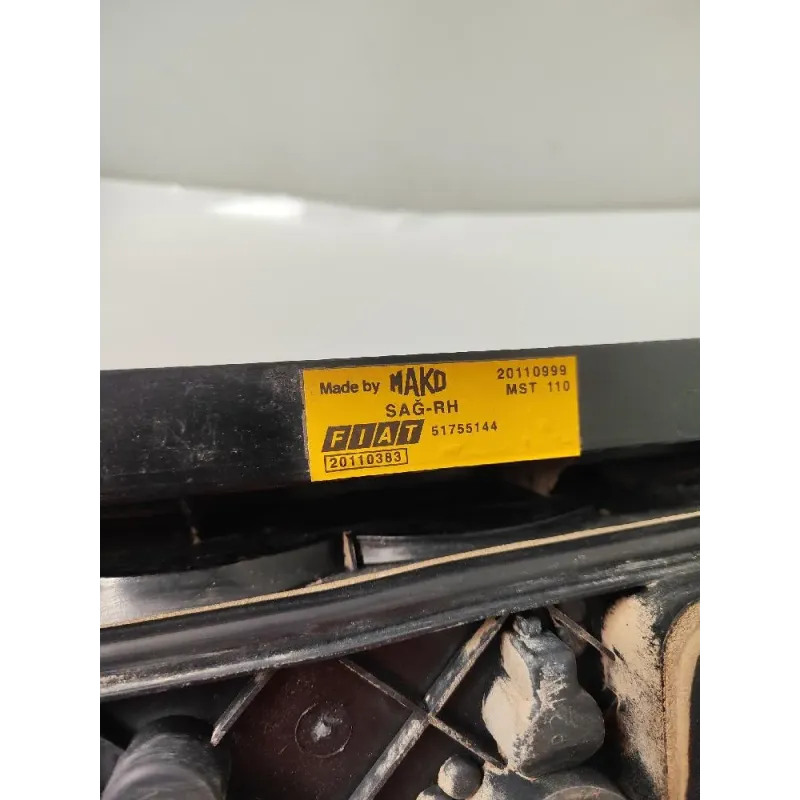 Made by MAKO 20110999
MST 110
SAĞ-RH
FIAT 51755144
20110383